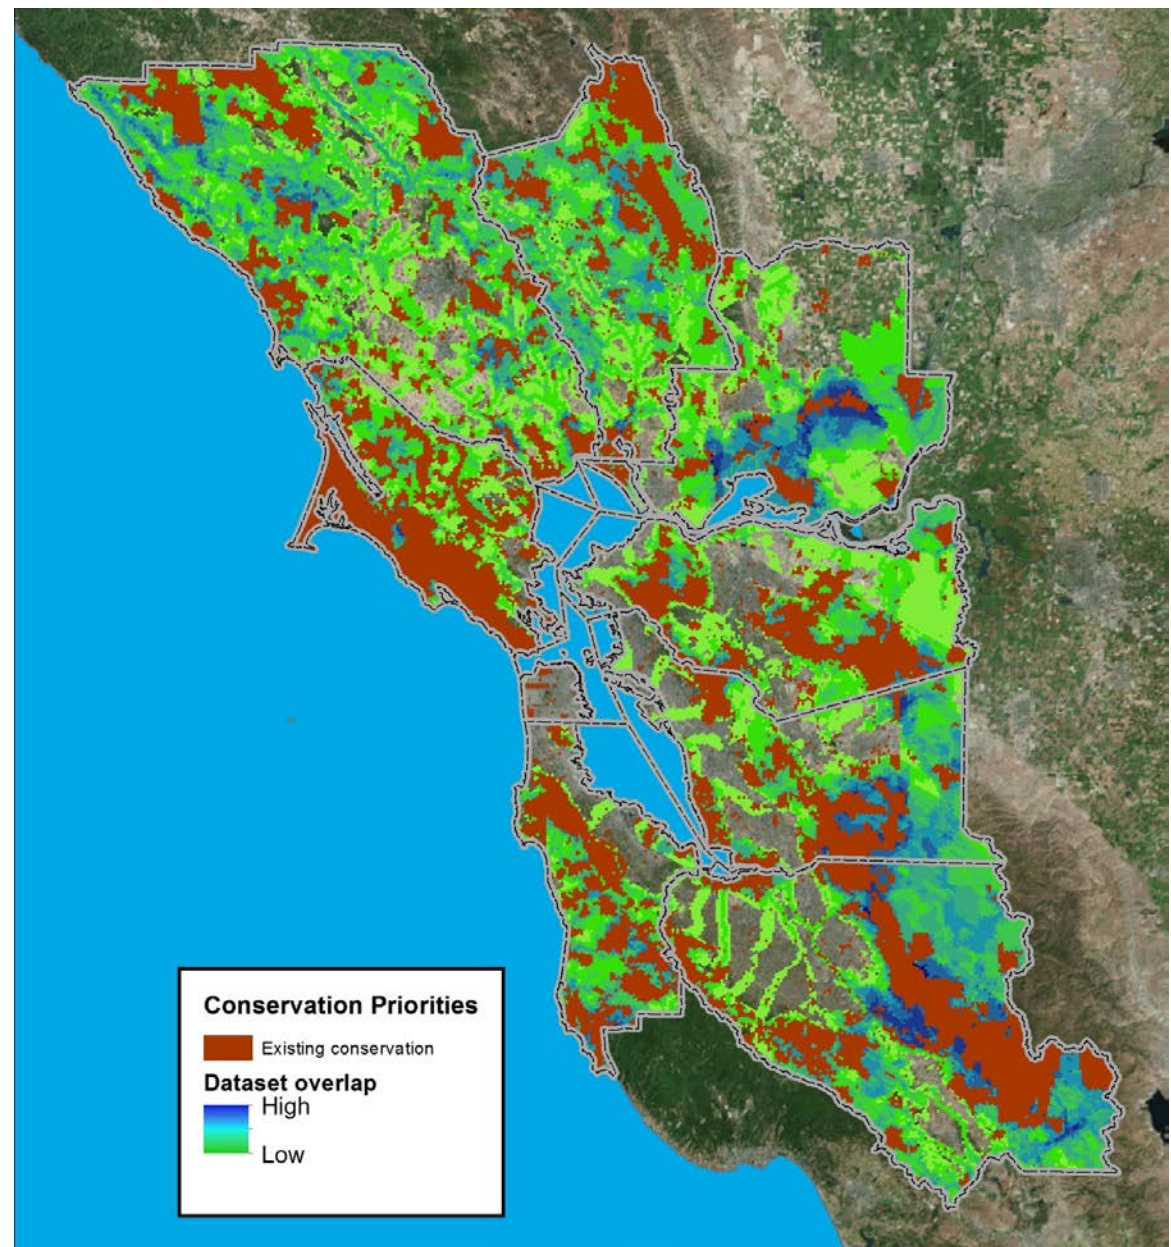 Conservation Priorities
Existing conservation
Dataset overlap
High
Low